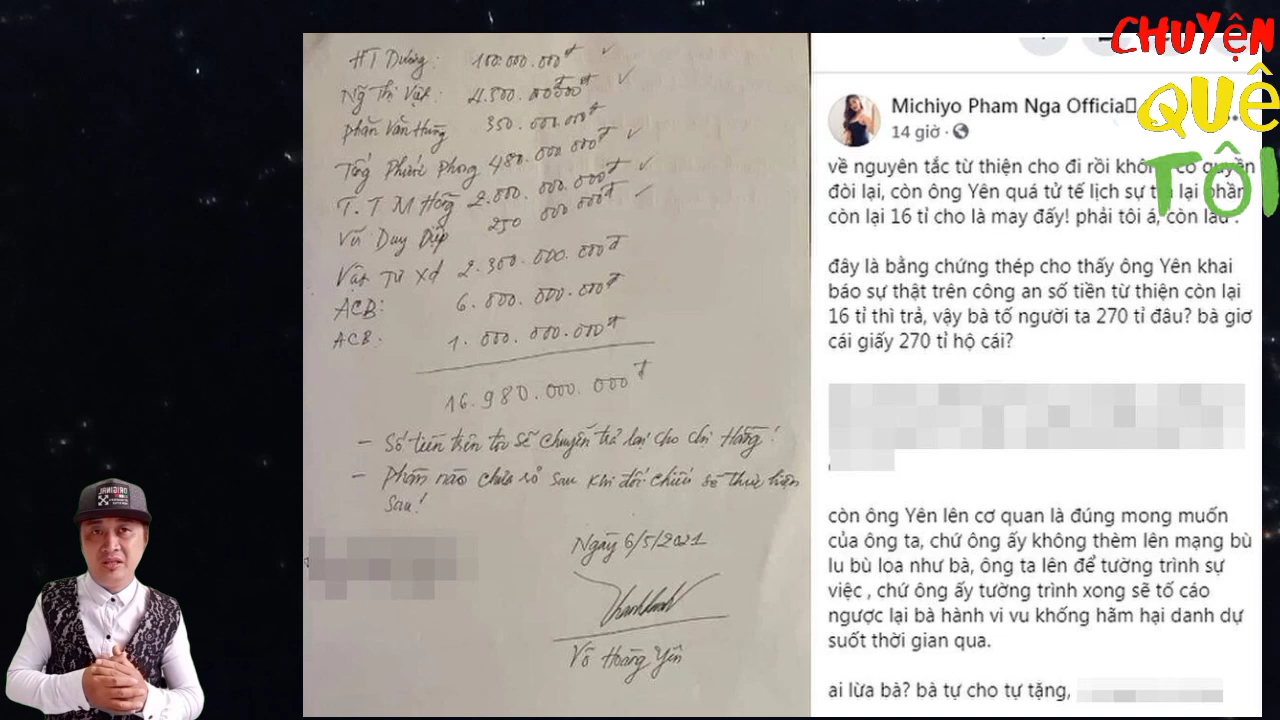 CHUYỆN
QUÊ
TÔI
HT Dương: 100.000.000đ
Ng Thị Vát: 4.300.000đ
Phan Văn Hùng 350.000.000đ
Tống Phước Phong 480.000.000đ
T.T M Hằng 2.000.000.000đ
Vũ Duy Điệp 250 000 000đ
Vật Tư Xd 2.300.000.000đ
ACB: 6.800.000.000đ
ACB: 1.000.000.000đ
16.980.000.000đ
- Số tiền trên tôi sẽ chuyển trả lại cho chị Hằng!
- Phần nào chưa rõ sau khi đối chiếu sẽ thực hiện
sau!
Ngày 6/5/2021
Võ Hoàng Yên
Michiyo Pham Nga Officia
14 giờ ·
về nguyên tắc từ thiện cho đi rồi không có quyền
đòi lại, còn ông Yên quá tử tế lịch sự trả lại phần
còn lại 16 tỉ cho là may đấy! phải tôi á, còn lâu .
đây là bằng chứng thép cho thấy ông Yên khai
báo sự thật trên công an số tiền từ thiện còn lại
16 tỉ thì trả, vậy bà tố người ta 270 tỉ đâu? bà giơ
cái giấy 270 tỉ hộ cái?
còn ông Yên lên cơ quan là đúng mong muốn
của ông ta, chứ ông ấy không thèm lên mạng bù
lu bù loa như bà, ông ta lên để tường trình sự
việc , chứ ông ấy tường trình xong sẽ tố cáo
ngược lại bà hành vi vu khống hãm hại danh dự
suốt thời gian qua.
ai lừa bà? bà tự cho tự tặng,